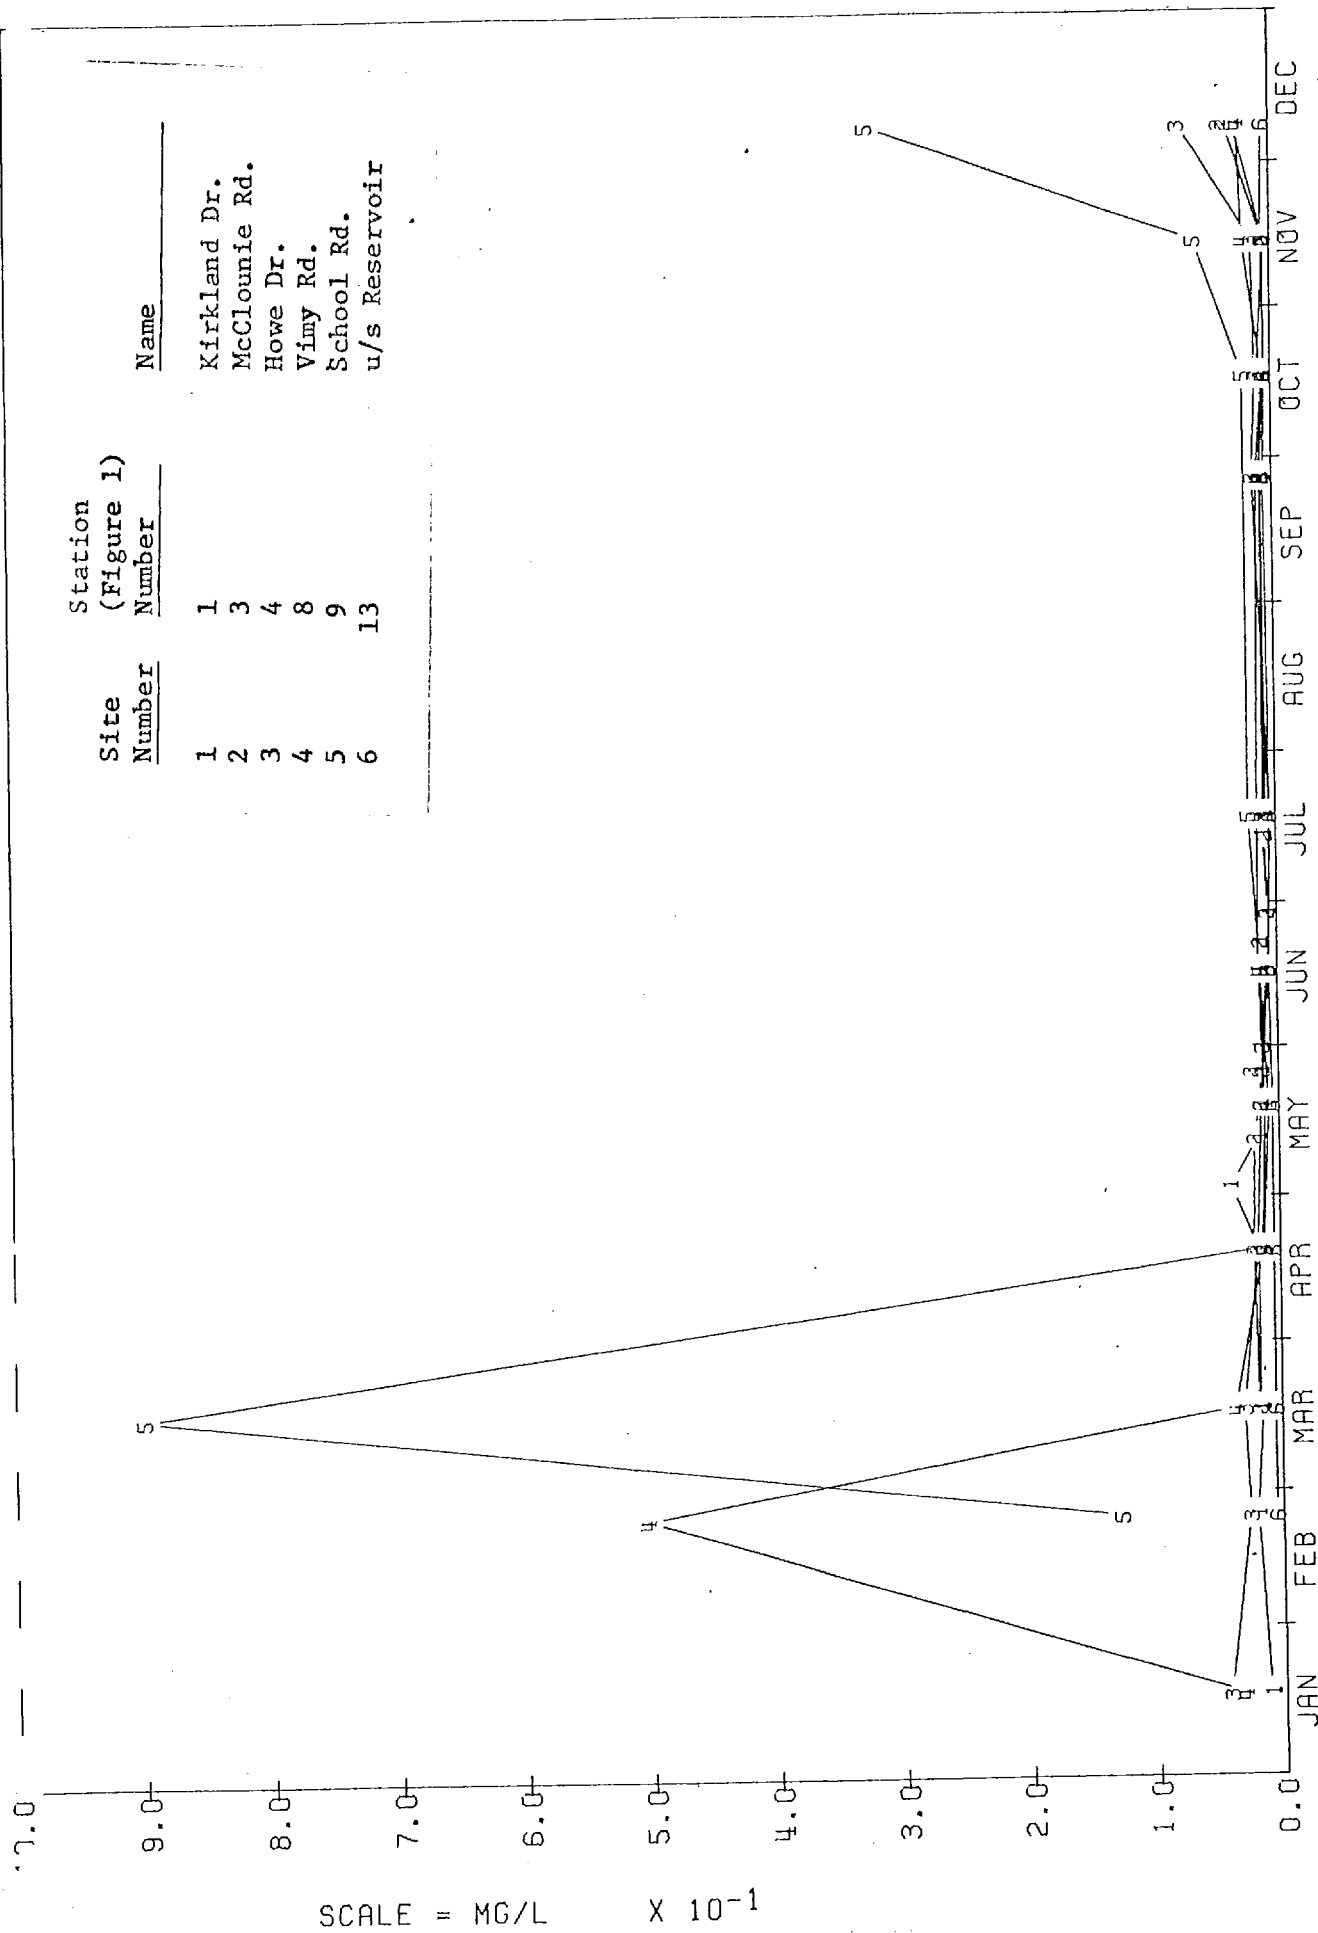 Site Number	Station (Figure 1) Number	Name
1	1	Kirkland Dr.
2	3	McClounie Rd.
3	4	Howe Dr.
4	8	Vimy Rd.
5	9	School Rd.
6	13	u/s Reservoir
9.0
8.0
7.0
6.0
5.0
4.0
3.0
2.0
1.0
0.0
SCALE = MG/L X 10-1
JAN FEB MAR APR MAY JUN JUL AUG SEP OCT NOV DEC